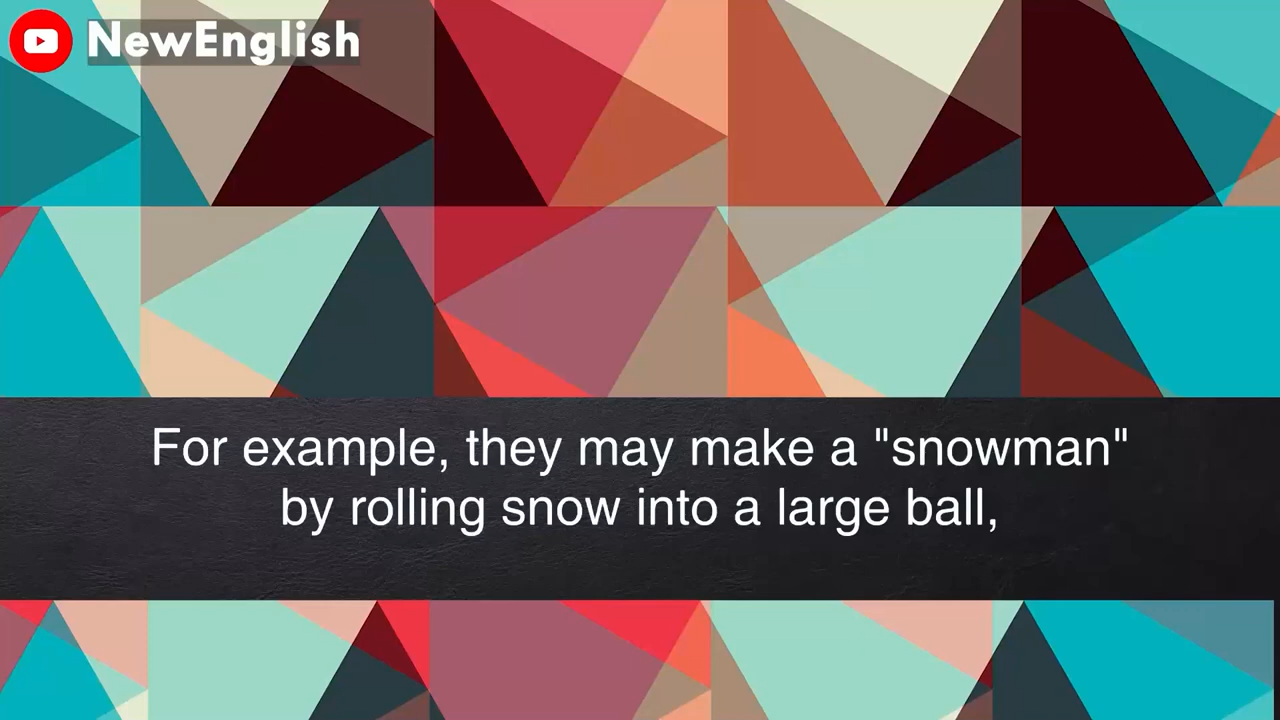 NewEnglish
For example, they may make a "snowman"
by rolling snow into a large ball,